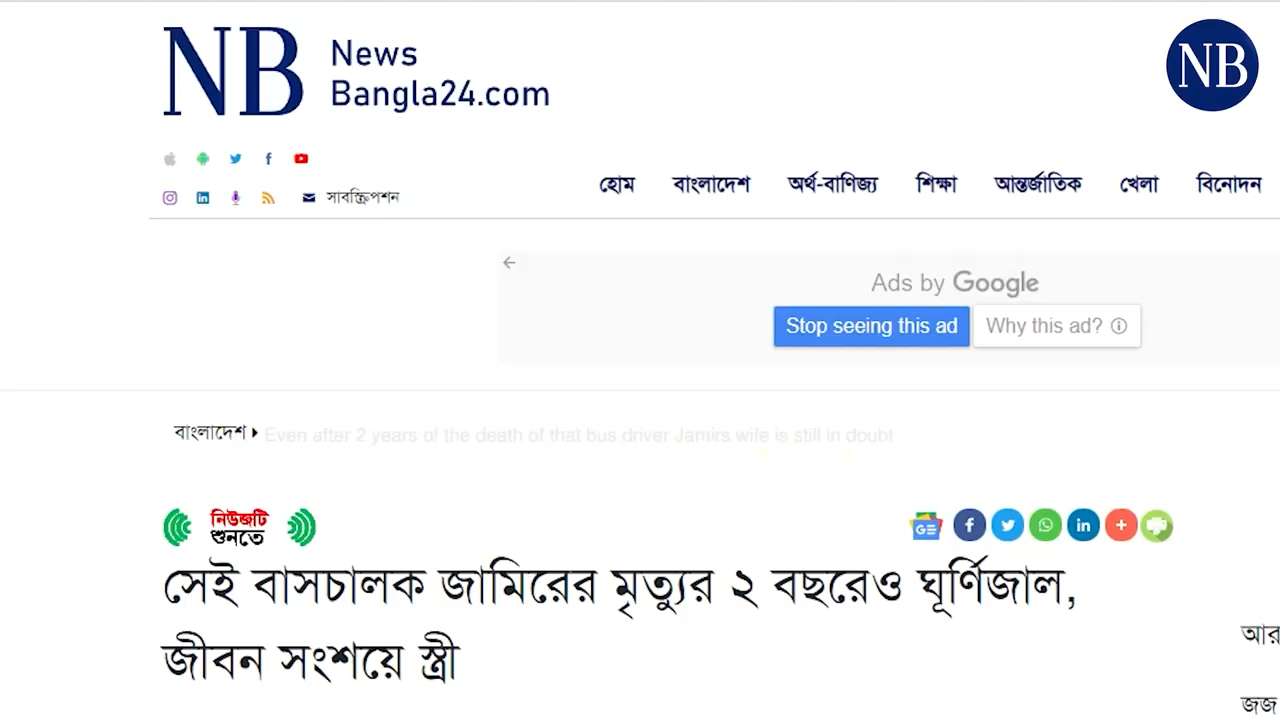 NB
News
Bangla24.com
NB
সাবস্ক্রিপশন
হোম বাংলাদেশ অর্থ-বাণিজ্য শিক্ষা আন্তর্জাতিক খেলা বিনোদন
Ads by Google
Stop seeing this ad Why this ad?
বাংলাদেশ Even after 2 years of the death of that bus driver Jamirs wife is still in doubt
নিউজটি
শুনতে
সেই বাসচালক জামিরের মৃত্যুর ২ বছরেও ঘূর্ণিজাল,
জীবন সংশয়ে স্ত্রী
আর
জজ